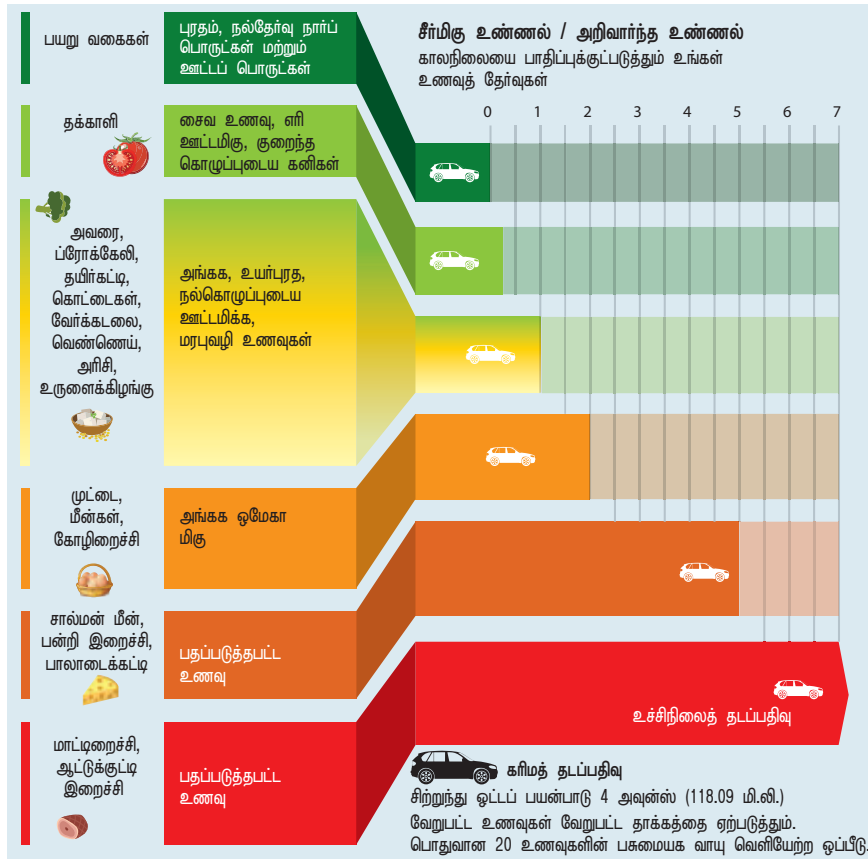 சீர்மிகு உண்ணல் / அறிவார்ந்த உண்ணல்
காலநிலையை பாதிப்புக்குட்படுத்தும் உங்கள்
உணவுத் தேர்வுகள்
0 1 2 3 4 5 6 7
பயறு வகைகள்
புரதம், நல்தேர்வு நார்ப்
பொருட்கள் மற்றும்
ஊட்டப் பொருட்கள்
தக்காளி
சைவ உணவு, எரி
ஊட்டமிகு, குறைந்த
கொழுப்புடைய கனிகள்
அவரை,
ப்ரோக்கேலி,
தயிர்கட்டி,
கொட்டைகள்,
வேர்க்கடலை,
வெண்ணெய்,
அரிசி,
உருளைக்கிழங்கு
அங்கக, உயர்புரத,
நல்கொழுப்புடைய
ஊட்டமிக்க,
மரபுவழி உணவுகள்
முட்டை,
மீன்கள்,
கோழிறைச்சி
அங்கக ஒமேகா
மிகு
சால்மன் மீன்,
பன்றி இறைச்சி,
பாலாடைக்கட்டி
பதப்படுத்தபட்ட
உணவு
மாட்டிறைச்சி,
ஆட்டுக்குட்டி
இறைச்சி
பதப்படுத்தபட்ட
உணவு
உச்சிநிலைத் தடப்பதிவு
கரிமத் தடப்பதிவு
சிற்றுந்து ஒட்டப் பயன்பாடு 4 அவுன்ஸ் (118.09 மி.லி.)
வேறுபட்ட உணவுகள் வேறுபட்ட தாக்கத்தை ஏற்படுத்தும்.
பொதுவான 20 உணவுகளின் பசுமையக வாயு வெளியேற்ற ஒப்பீடு.